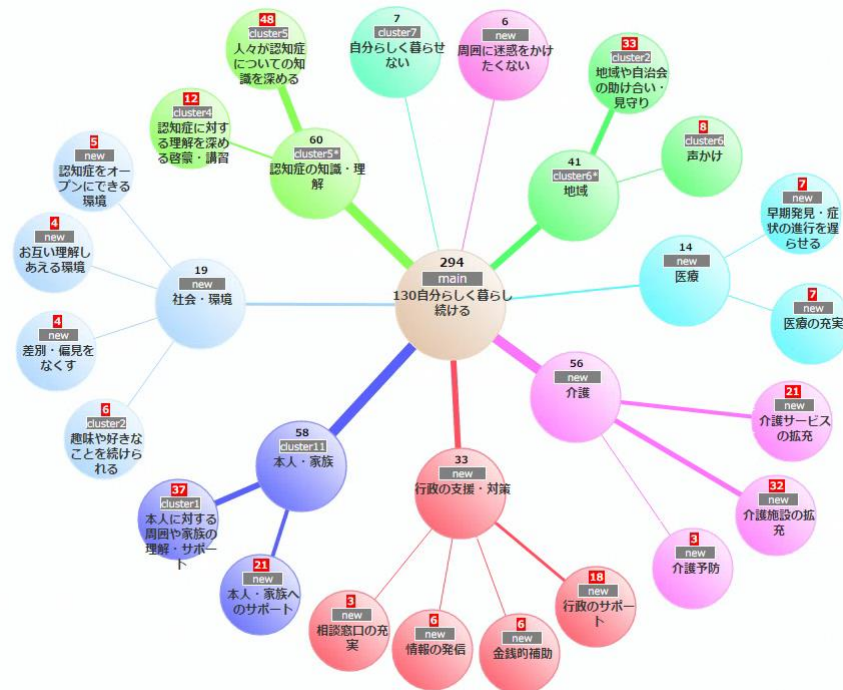 48
cluster5
人々が認知症
についての知
識を深める
12
cluster4
認知症に対す
る理解を深め
る啓蒙・講習
60
cluster5*
認知症の知識・理
解
7
cluster7
自分らしく暮らせ
ない
6
new
周囲に迷惑をかけ
たくない
33
cluster2
地域や自治会
の助け合い・
見守り
8
cluster6
声かけ
41
cluster6*
地域
5
new
認知症をオー
プンにできる
環境
4
new
お互い理解し
あえる環境
4
new
差別・偏見を
なくす
6
cluster2
趣味や好きな
ことを続けら
れる
19
new
社会・環境
294
main
130自分らしく暮らし
続ける
14
new
医療
7
new
早期発見・症
状の進行を遅
らせる
7
new
医療の充実
56
new
介護
21
new
介護サービス
の拡充
32
new
介護施設の拡
充
3
new
介護予防
58
cluster11
本人・家族
37
cluster1
本人に対する
周囲や家族の
理解・サポー
ト
21
new
本人・家族へ
のサポート
33
new
行政の支援・対策
3
new
相談窓口の充
実
6
new
情報の発信
6
new
金銭的補助
18
new
行政のサポー
ト